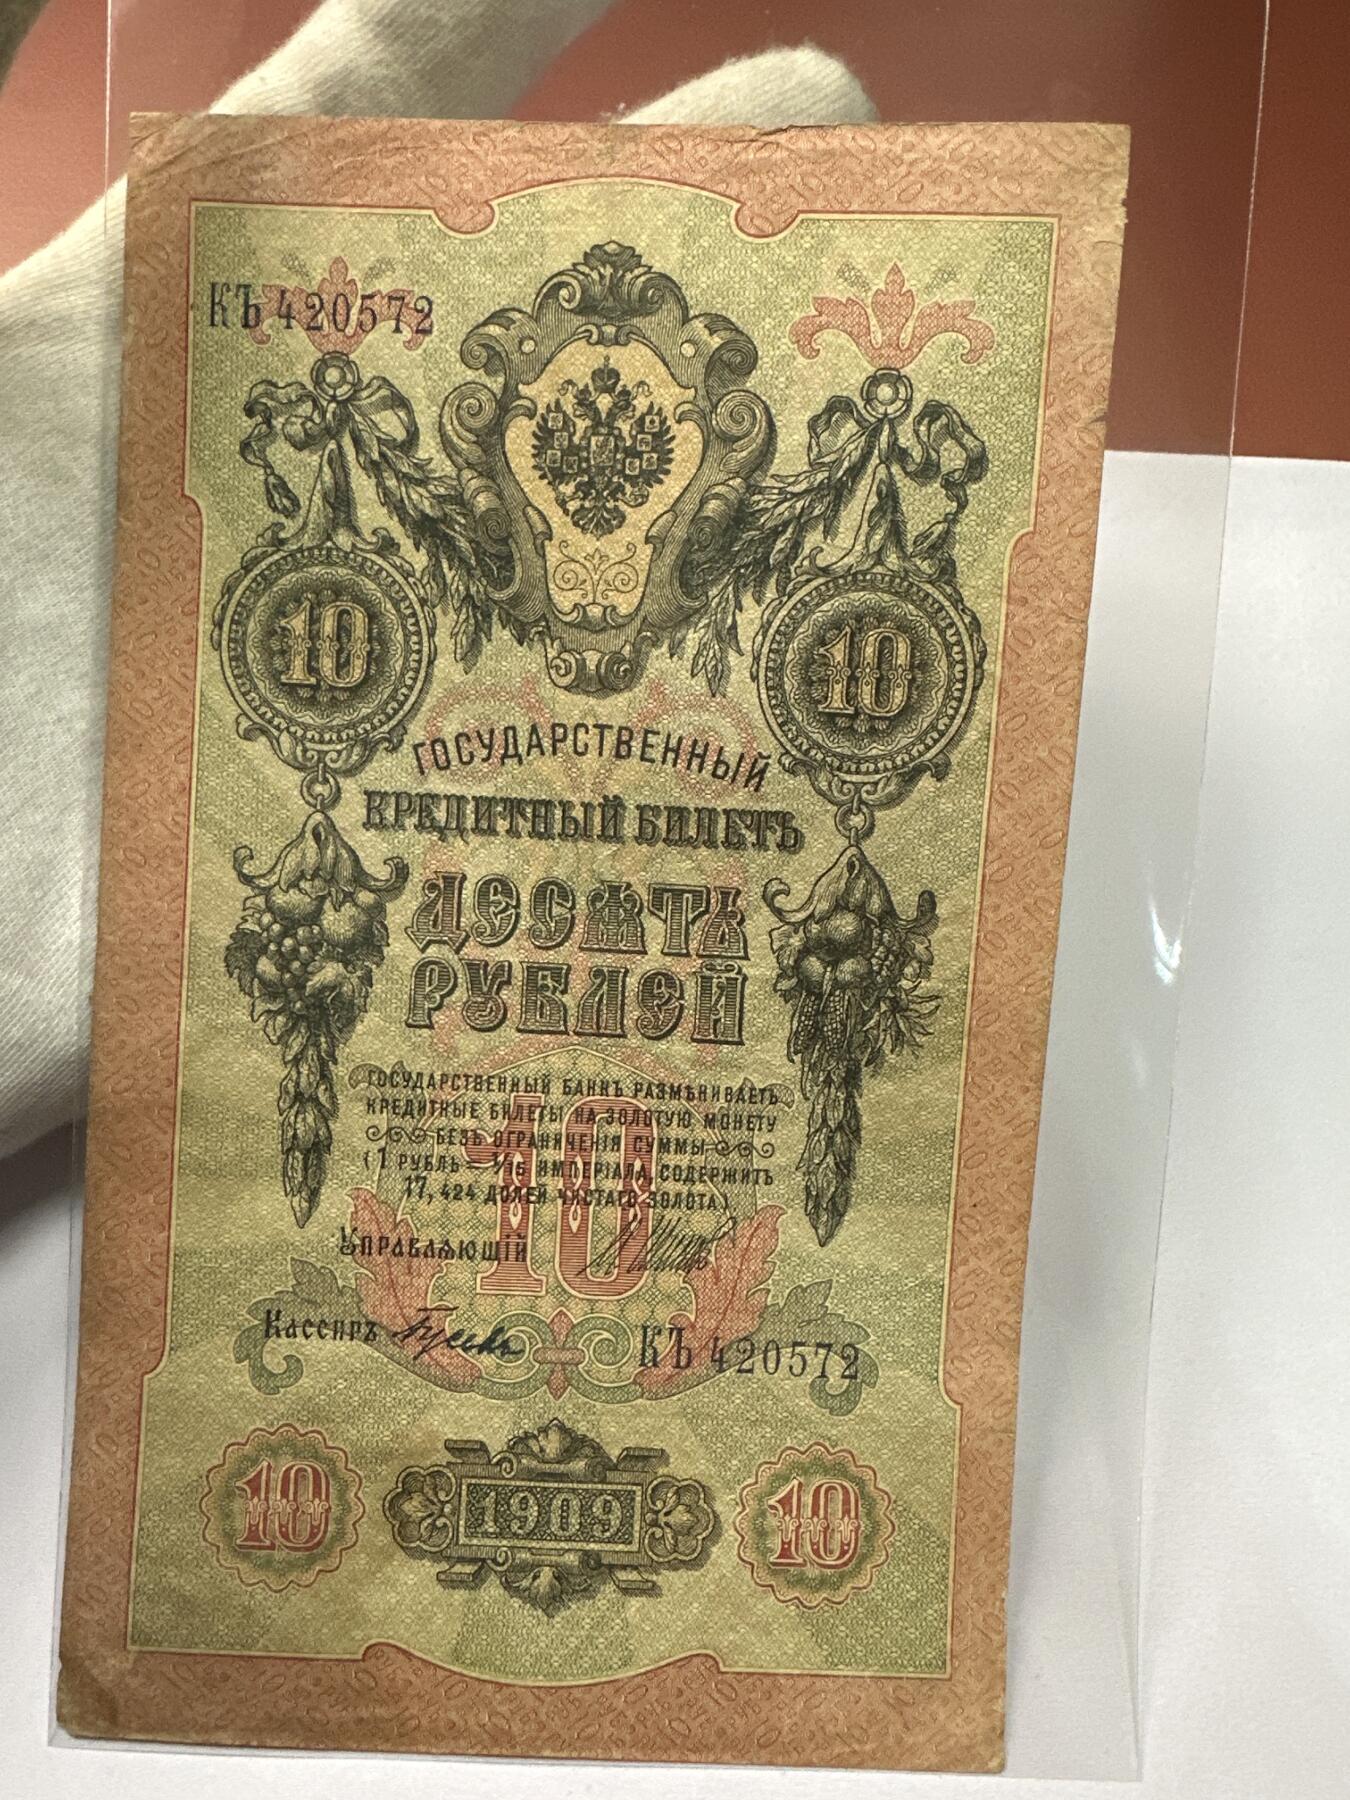 КЪ 420572
10
10
ГОСУДАРСТВЕННЫЙ
КРЕДИТНЫЙ БИЛЕТЪ
ДЕСЯТЬ
РУБЛЕЙ
ГОСУДАРСТВЕННЫЙ БАНКЪ РАЗМѢНИВАЕТЪ
КРЕДИТНЫЕ БИЛЕТЫ НА ЗОЛОТУЮ МОНЕТУ
БЕЗЪ ОГРАНИЧЕНІЯ СУММЫ
(1 РУБЛЬ = 1/15 ИМПЕРІАЛА, СОДЕРЖИТЪ
17,424 ДОЛЕЙ ЧИСТАГО ЗОЛОТА)
10
УПРАВЛЯЮЩІЙ
Кассиръ
КЪ 420572
10
1909
10